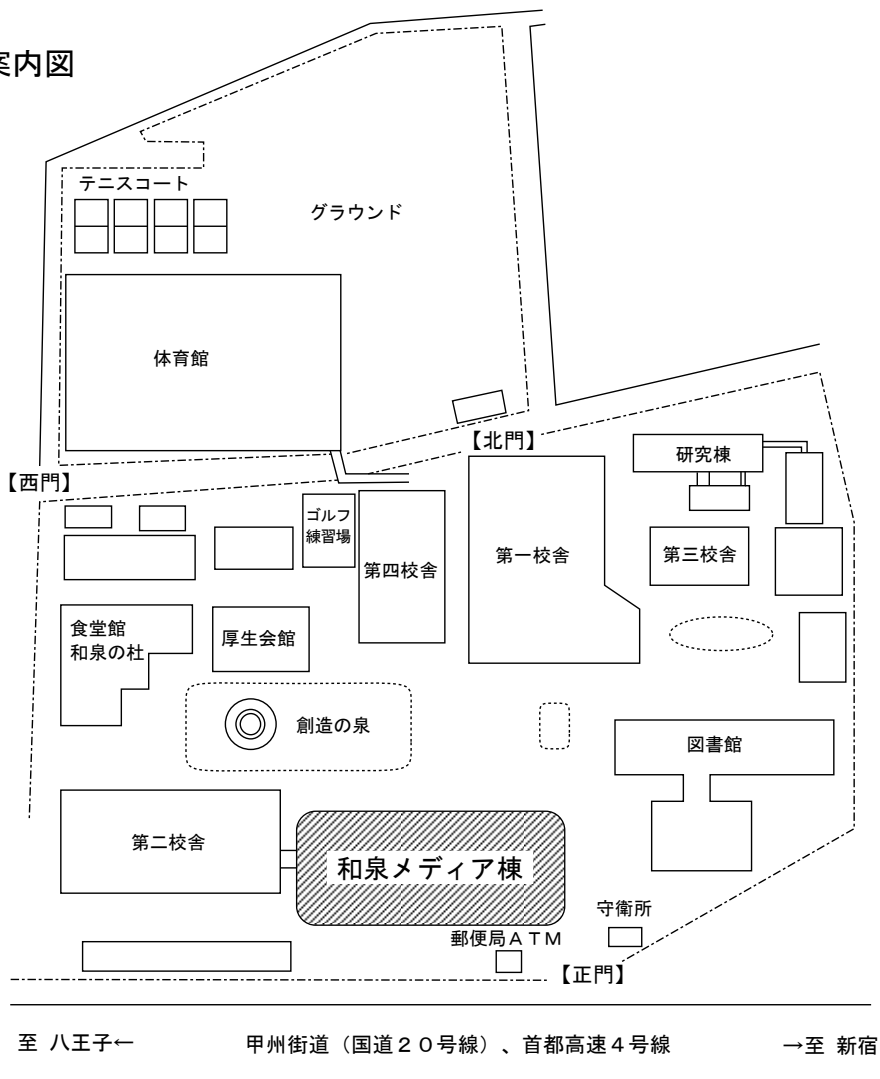 案内図
テニスコート
グラウンド
体育館
【北門】
研究棟
【西門】
ゴルフ
練習場
第四校舎
第一校舎
第三校舎
食堂館
和泉の杜
厚生会館
創造の泉
図書館
第二校舎
和泉メディア棟
守衛所
郵便局ＡＴＭ
【正門】
至 八王子← 甲州街道（国道２０号線）、首都高速４号線 →至 新宿